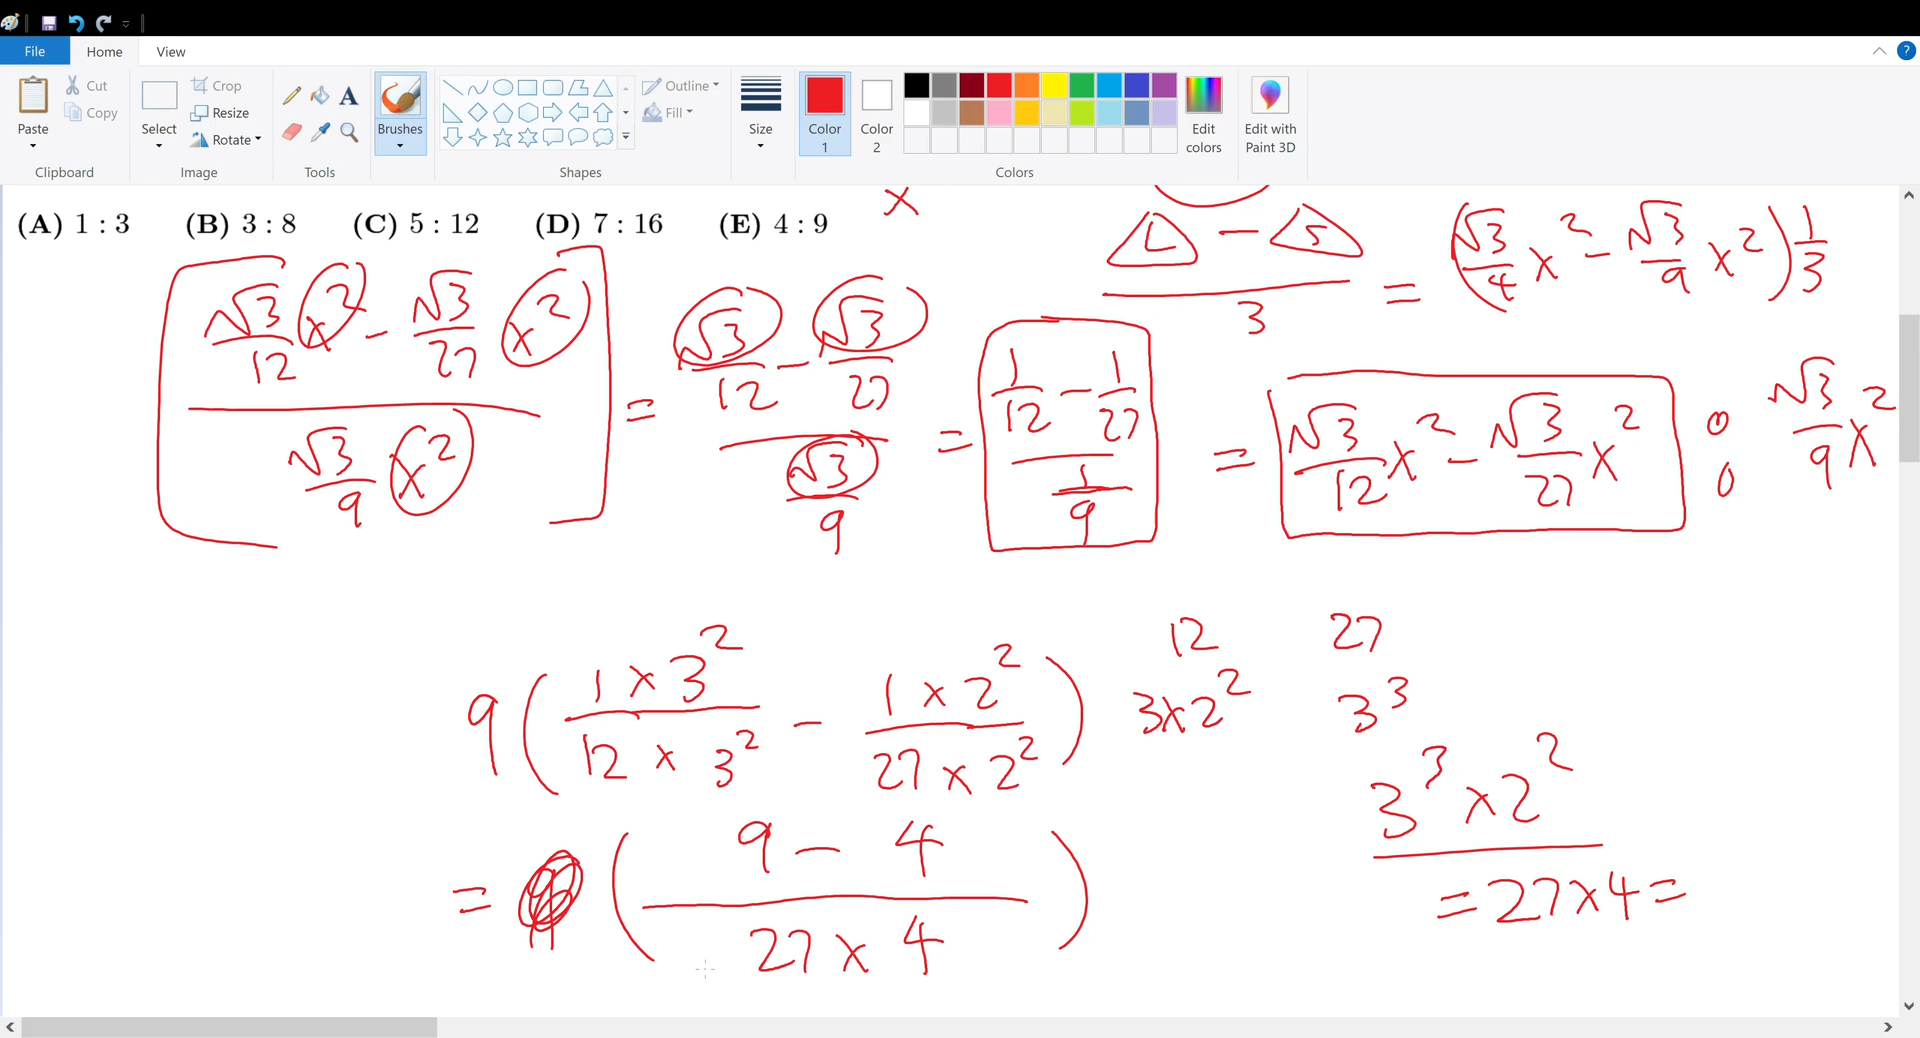 File Home View
Paste Cut Copy Select Crop Resize Rotate A Brushes Outline Fill Size Color 1 Color 2 Edit colors Edit with Paint 3D
Clipboard Image Tools Shapes Colors
(A) 1 : 3 (B) 3 : 8 (C) 5 : 12 (D) 7 : 16 (E) 4 : 9
x
L - S / 3 = (√3/4 x² - √3/9 x²) 1/3
(√3/12 x² - √3/27 x²) / (√3/9 x²) = (√3/12 - √3/27) / (√3/9) = (1/12 - 1/27) / (1/9) = √3/12 x² - √3/27 x² : √3/9 x²
12 27
9 ( 1 x 3² / 12 x 3² - 1 x 2² / 27 x 2² ) 3x2² 3³
3³ x 2²
= ( 9 - 4 / 27 x 4 ) = 27 x 4 =